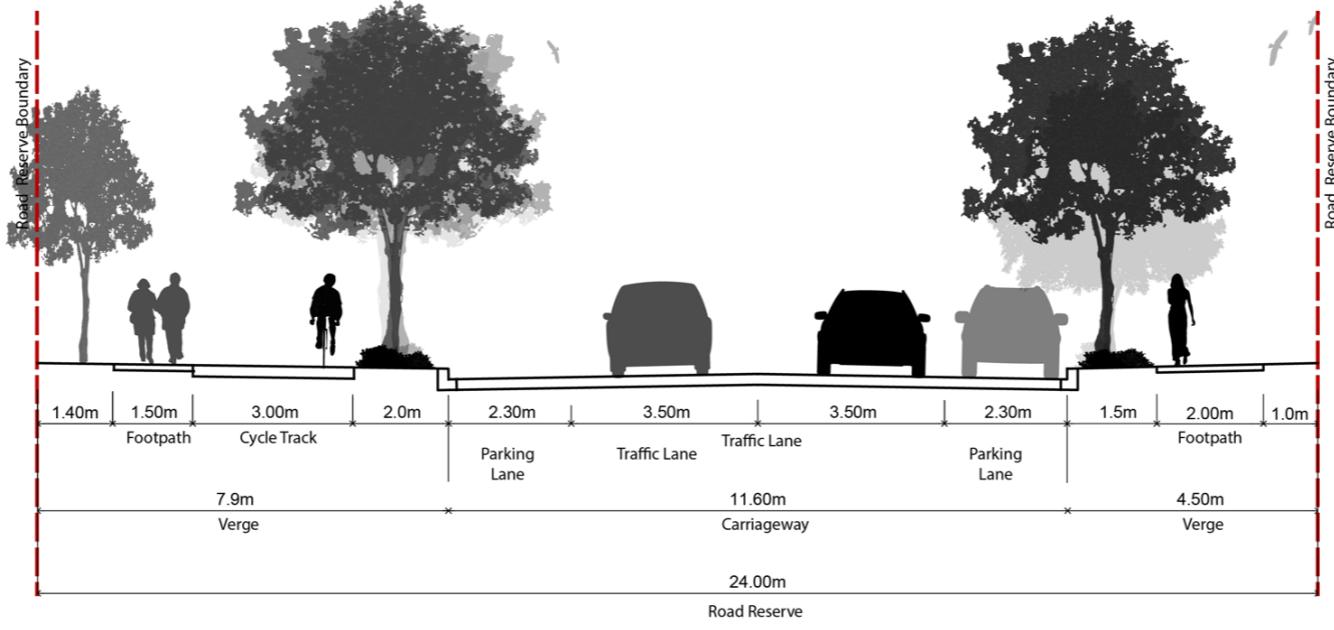 Road Reserve Boundary
Road Reserve Boundary
1.40m 1.50m 3.00m 2.0m 2.30m 3.50m 3.50m 2.30m 1.5m 2.00m 1.0m
Footpath Cycle Track Traffic Lane Footpath
Parking Traffic Lane Parking
Lane Lane
7.9m 11.60m 4.50m
Verge Carriageway Verge
24.00m
Road Reserve